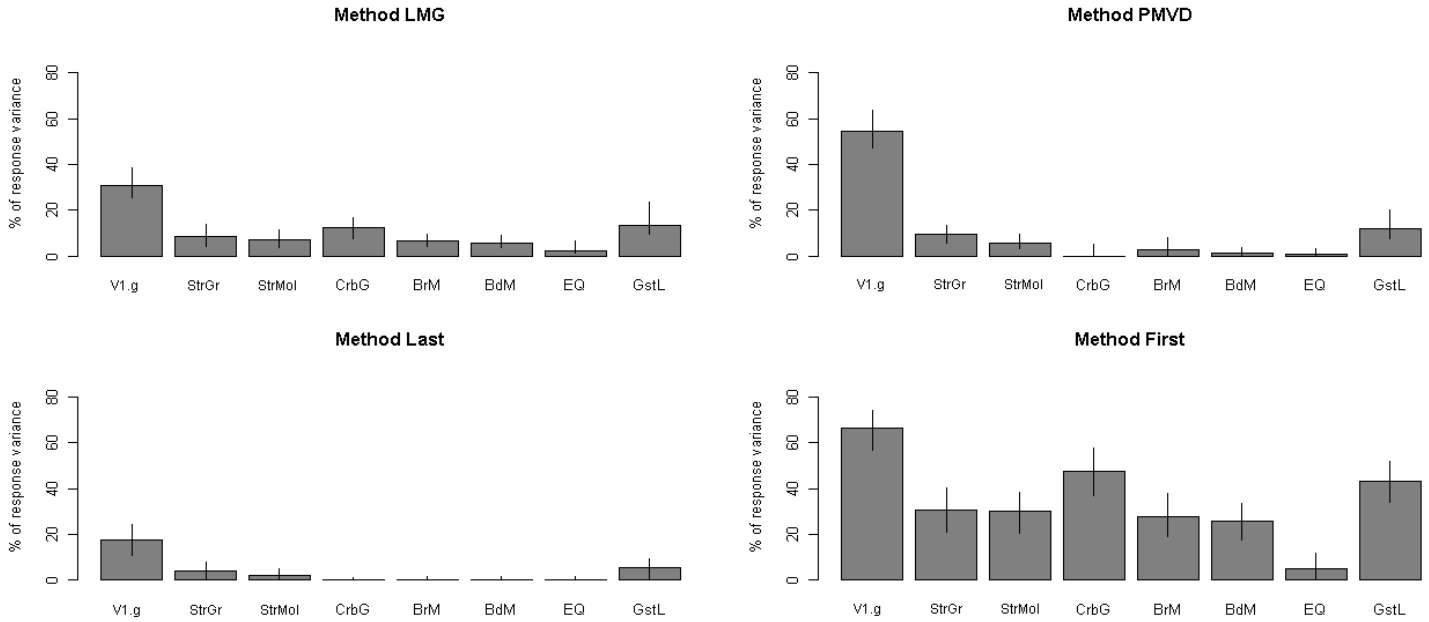 Method LMG
% of response variance
80
60
40
20
0
V1.g StrGr StrMol CrbG BrM BdM EQ GstL
Method PMVD
% of response variance
80
60
40
20
0
V1.g StrGr StrMol CrbG BrM BdM EQ GstL
Method Last
% of response variance
80
60
40
20
0
V1.g StrGr StrMol CrbG BrM BdM EQ GstL
Method First
% of response variance
80
60
40
20
0
V1.g StrGr StrMol CrbG BrM BdM EQ GstL